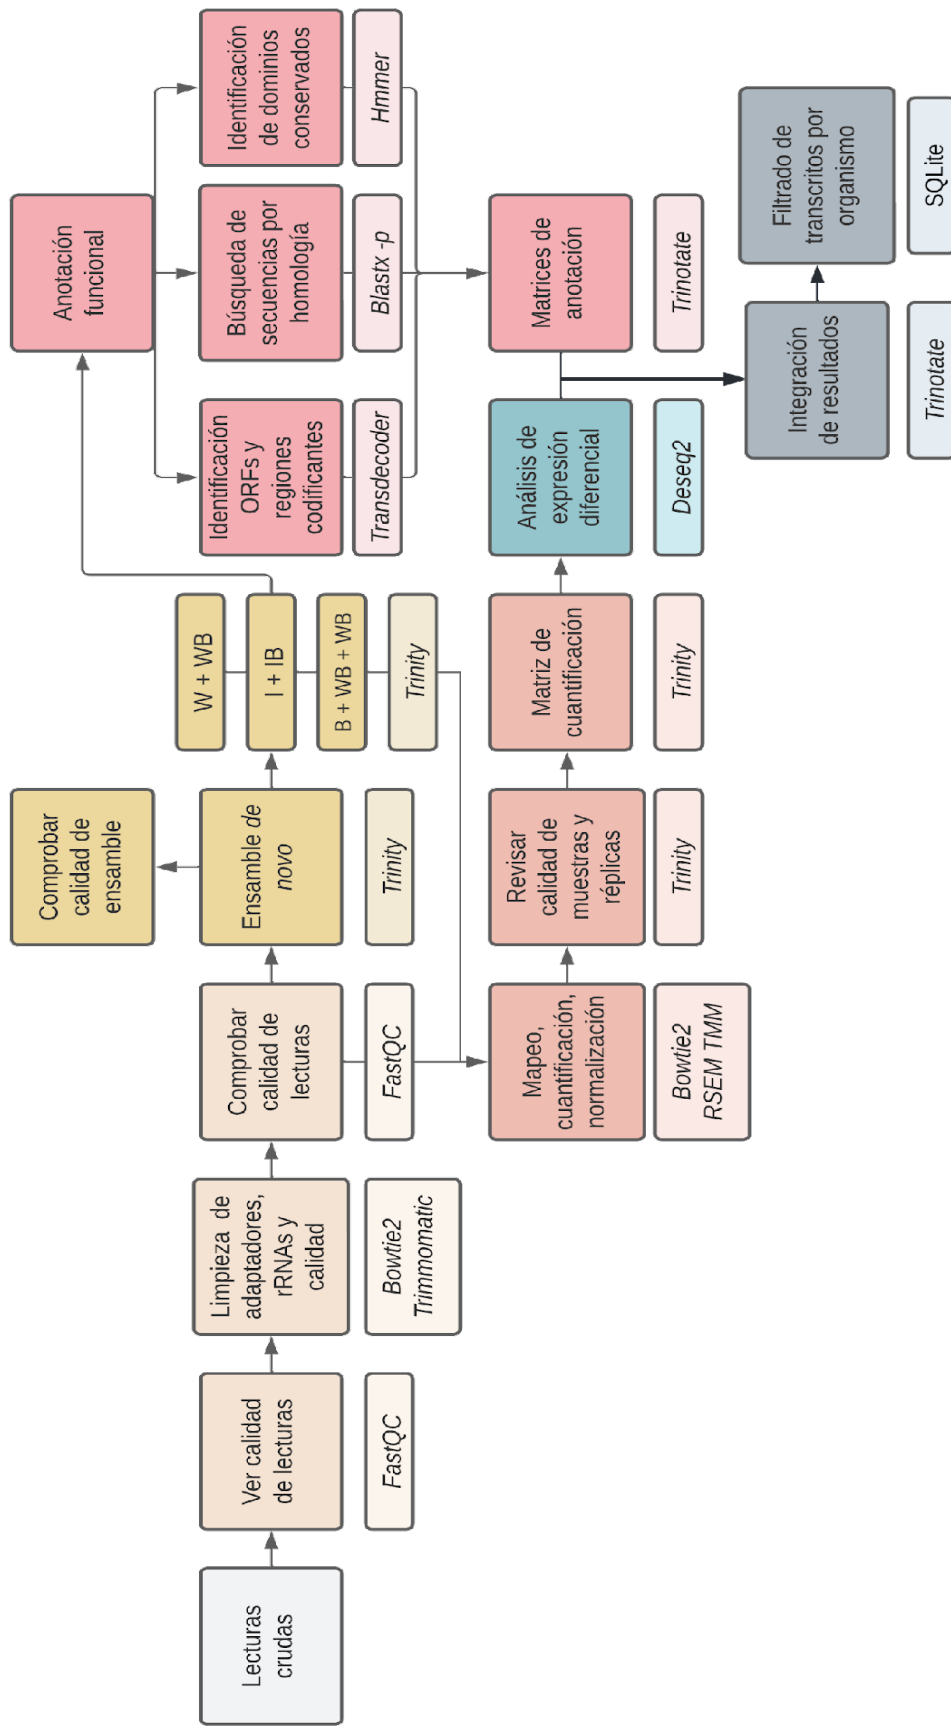 Lecturas
crudas
Ver calidad
de lecturas
FastQC
Limpieza de
adaptadores,
rRNAs y
calidad
Bowtie2
Trimmomatic
Comprobar
calidad de
lecturas
FastQC
Ensamble de
novo
Trinity
Comprobar
calidad de
ensamble
W + WB
I + IB
B + WB + WB
Trinity
Anotación
funcional
Identificación
ORFs y
regiones
codificantes
Transdecoder
Búsqueda de
secuencias por
homología
Blastx -p
Identificación
de dominios
conservados
Hmmer
Mapeo,
cuantificación,
normalización
Bowtie2
RSEM TMM
Revisar
calidad de
muestras y
réplicas
Trinity
Matriz de
cuantificación
Trinity
Análisis de
expresión
diferencial
Deseq2
Matrices de
anotación
Trinotate
Integración
de resultados
Trinotate
Filtrado de
transcritos por
organismo
SQLite